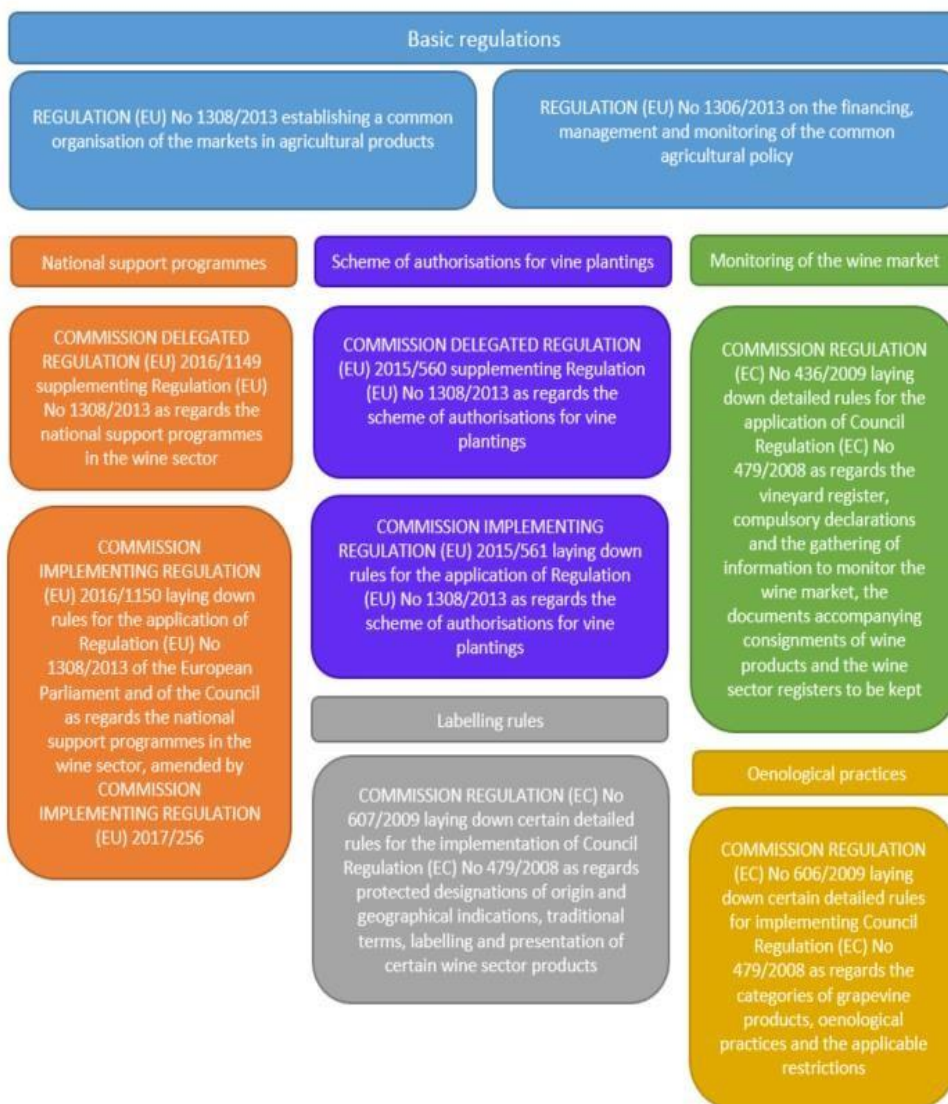 Basic regulations
REGULATION (EU) No 1308/2013 establishing a common
organisation of the markets in agricultural products
REGULATION (EU) No 1306/2013 on the financing,
management and monitoring of the common
agricultural policy
National support programmes
COMMISSION DELEGATED
REGULATION (EU) 2016/1149
supplementing Regulation (EU)
No 1308/2013 as regards the
national support programmes
in the wine sector
COMMISSION
IMPLEMENTING REGULATION
(EU) 2016/1150 laying down
rules for the application of
Regulation (EU) No
1308/2013 of the European
Parliament and of the Council
as regards the national
support programmes in the
wine sector, amended by
COMMISSION
IMPLEMENTING REGULATION
(EU) 2017/256
Scheme of authorisations for vine plantings
COMMISSION DELEGATED REGULATION
(EU) 2015/560 supplementing Regulation
(EU) No 1308/2013 as regards the
scheme of authorisations for vine
plantings
COMMISSION IMPLEMENTING
REGULATION (EU) 2015/561 laying down
rules for the application of Regulation
(EU) No 1308/2013 as regards the
scheme of authorisations for vine
plantings
Labelling rules
COMMISSION REGULATION (EC) No
607/2009 laying down certain detailed
rules for the implementation of Council
Regulation (EC) No 479/2008 as regards
protected designations of origin and
geographical indications, traditional
terms, labelling and presentation of
certain wine sector products
Monitoring of the wine market
COMMISSION REGULATION
(EC) No 436/2009 laying
down detailed rules for the
application of Council
Regulation (EC) No
479/2008 as regards the
vineyard register,
compulsory declarations
and the gathering of
information to monitor the
wine market, the
documents accompanying
consignments of wine
products and the wine
sector registers to be kept
Oenological practices
COMMISSION REGULATION
(EC) No 606/2009 laying
down certain detailed rules
for implementing Council
Regulation (EC) No
479/2008 as regards the
categories of grapevine
products, oenological
practices and the applicable
restrictions